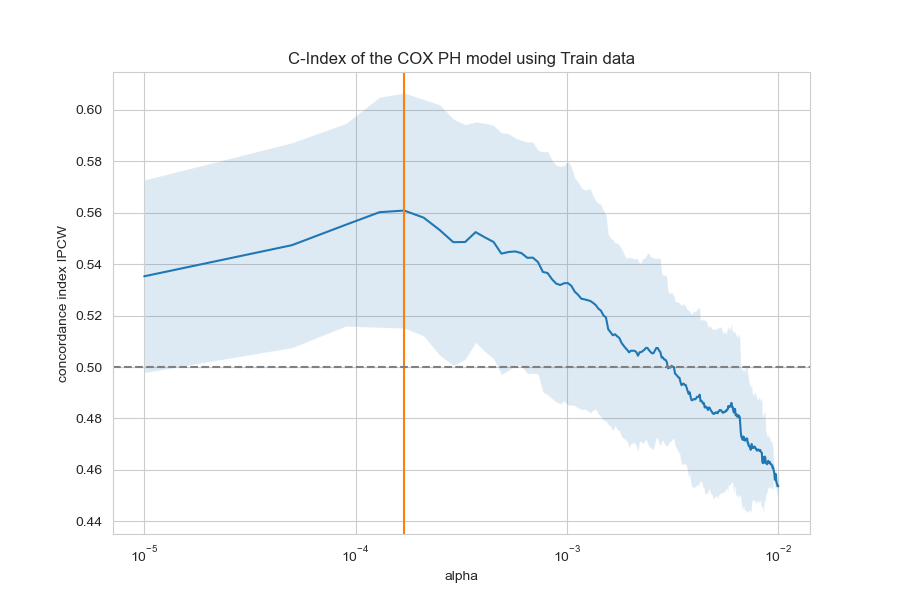 C-Index of the COX PH model using Train data
concordance index IPCW
0.60
0.58
0.56
0.54
0.52
0.50
0.48
0.46
0.44
10⁻⁵ 10⁻⁴ 10⁻³ 10⁻²
alpha